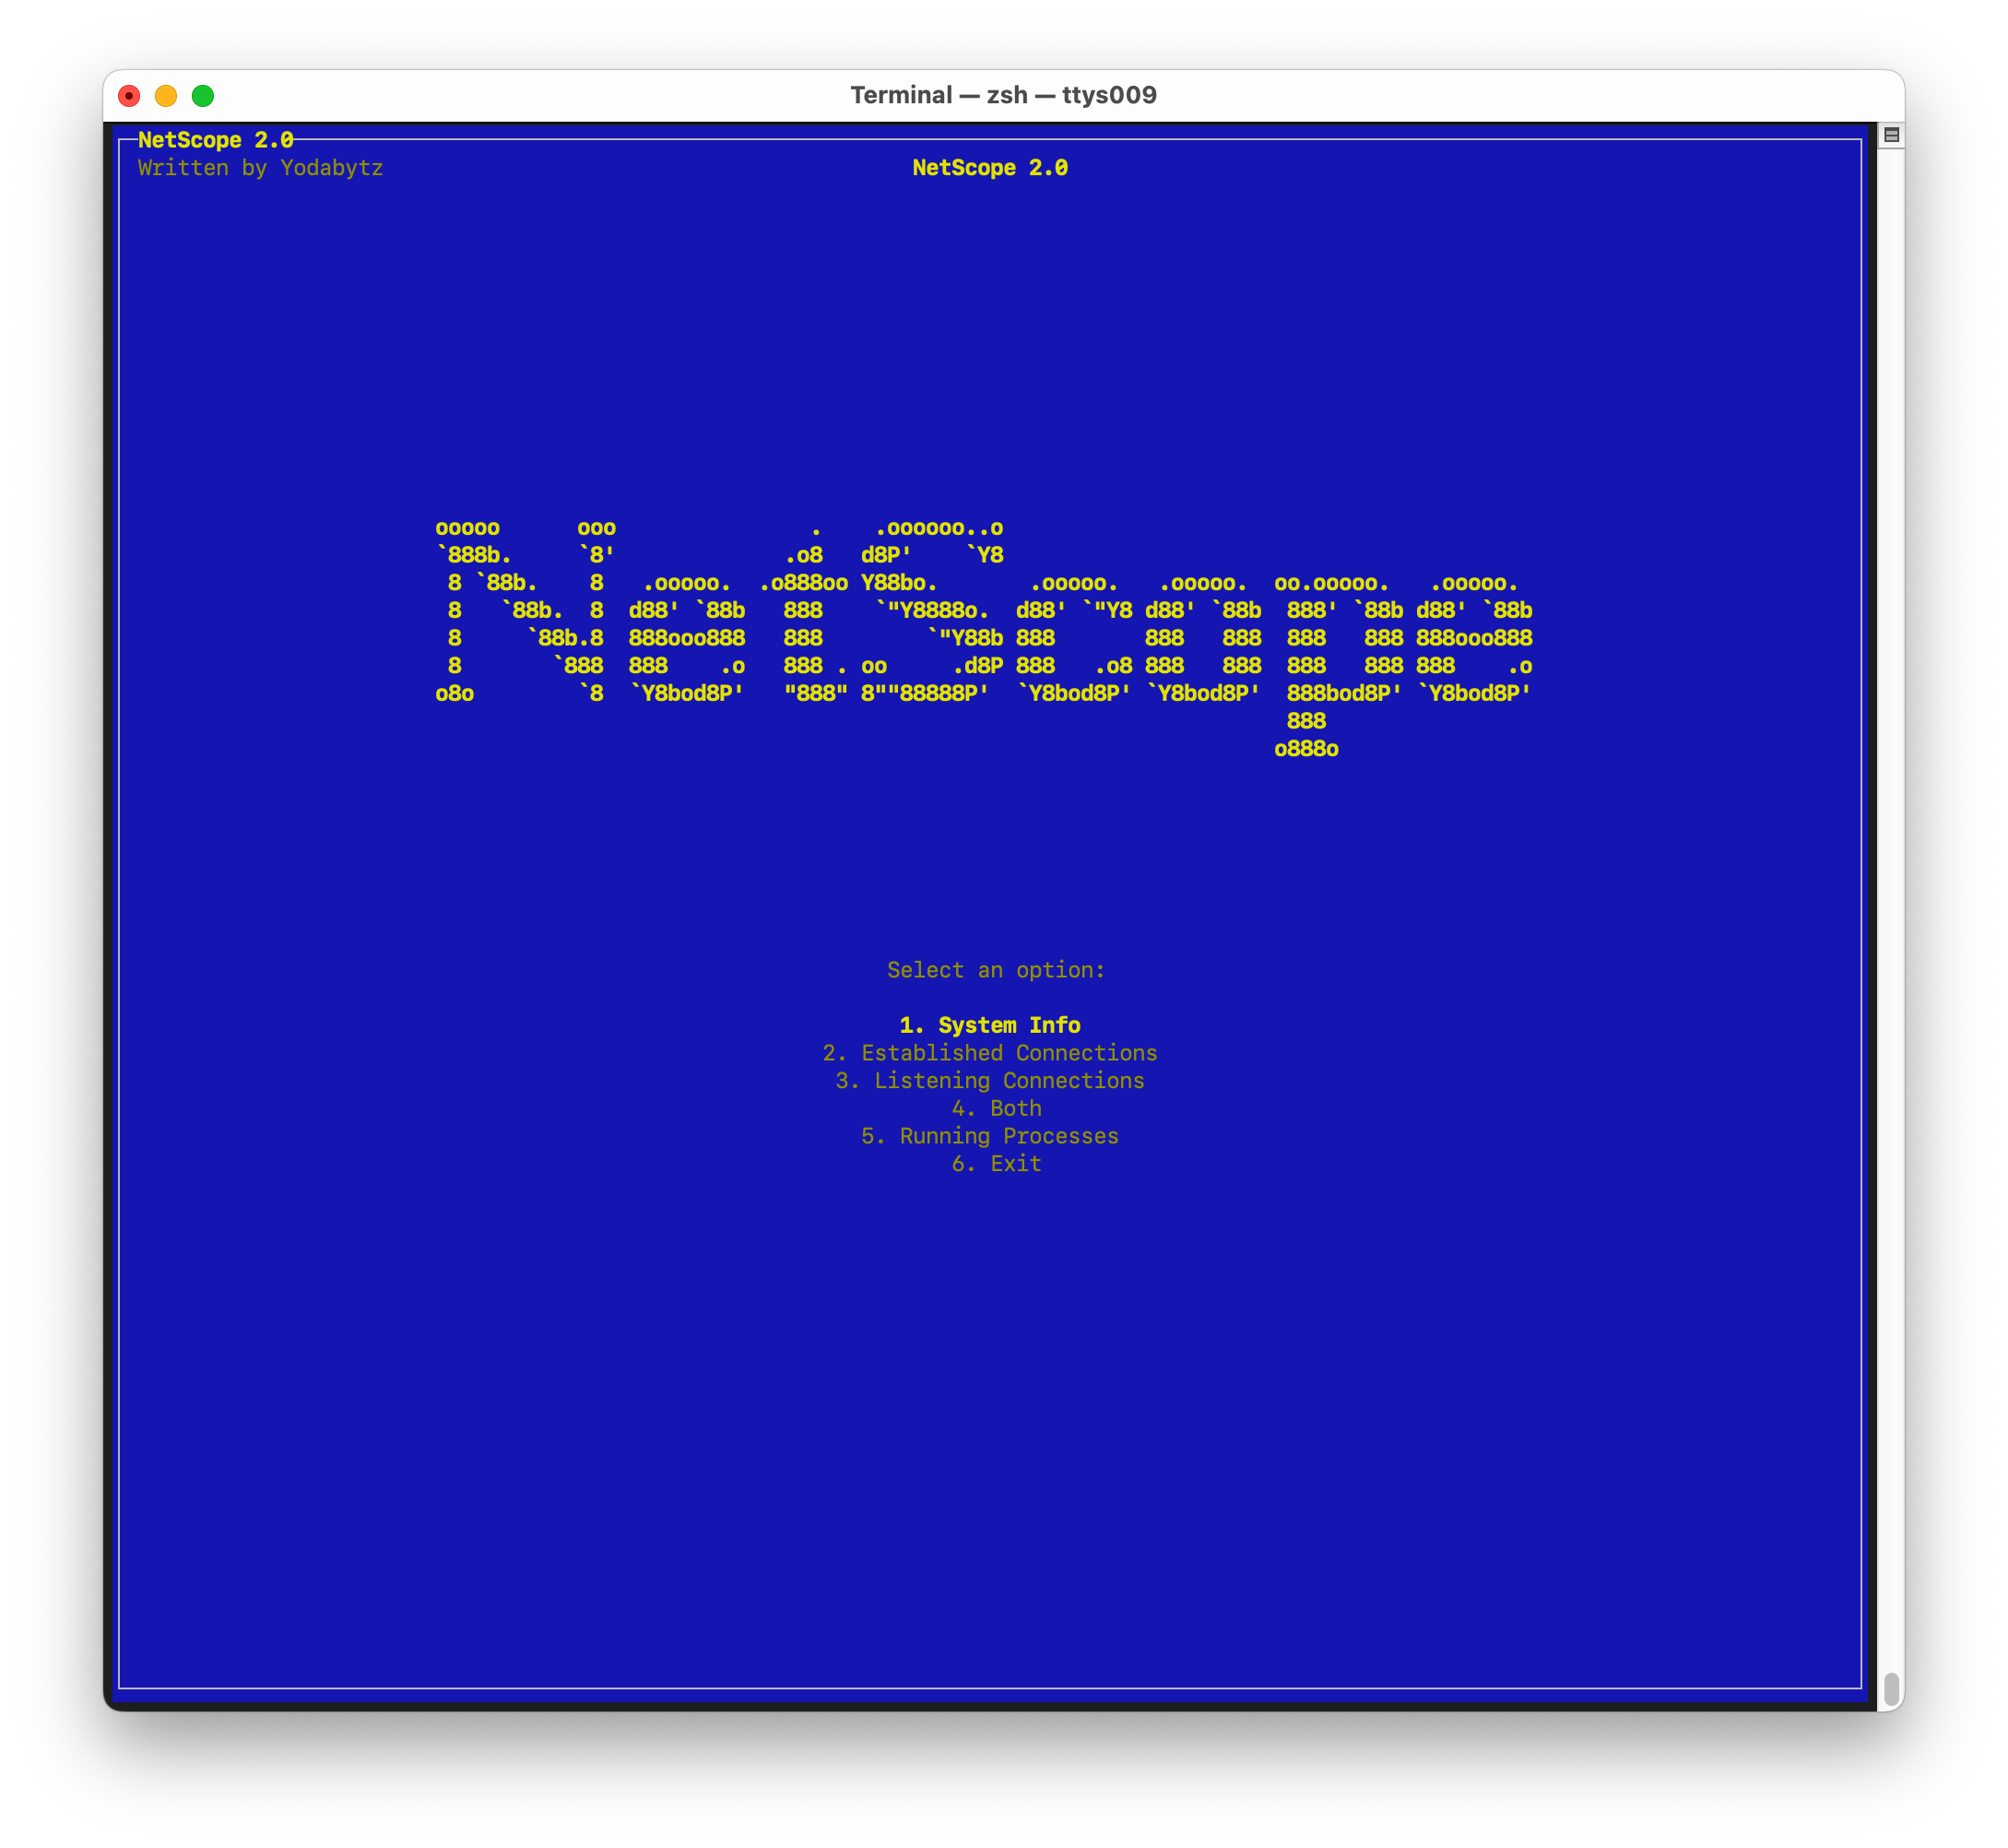 Terminal — zsh — ttys009
NetScope 2.0
Written by Yodabytz NetScope 2.0
ooooo      ooo               .    .oooooo..o
`888b.     `8'             .o8   d8P'    `Y8
 8 `88b.    8   .ooooo.  .o888oo Y88bo.       .ooooo.   .ooooo.  oo.ooooo.   .ooooo.
 8   `88b.  8  d88' `88b   888    `"Y8888o.  d88' `"Y8 d88' `88b  888' `88b d88' `88b
 8     `88b.8  888ooo888   888        `"Y88b 888       888   888  888   888 888ooo888
 8       `888  888    .o   888 . oo     .d8P 888   .o8 888   888  888   888 888    .o
o8o        `8  `Y8bod8P'   "888" 8""88888P'  `Y8bod8P' `Y8bod8P'  888bod8P' `Y8bod8P'
                                                                  888
                                                                 o888o
Select an option:
1. System Info
2. Established Connections
3. Listening Connections
4. Both
5. Running Processes
6. Exit